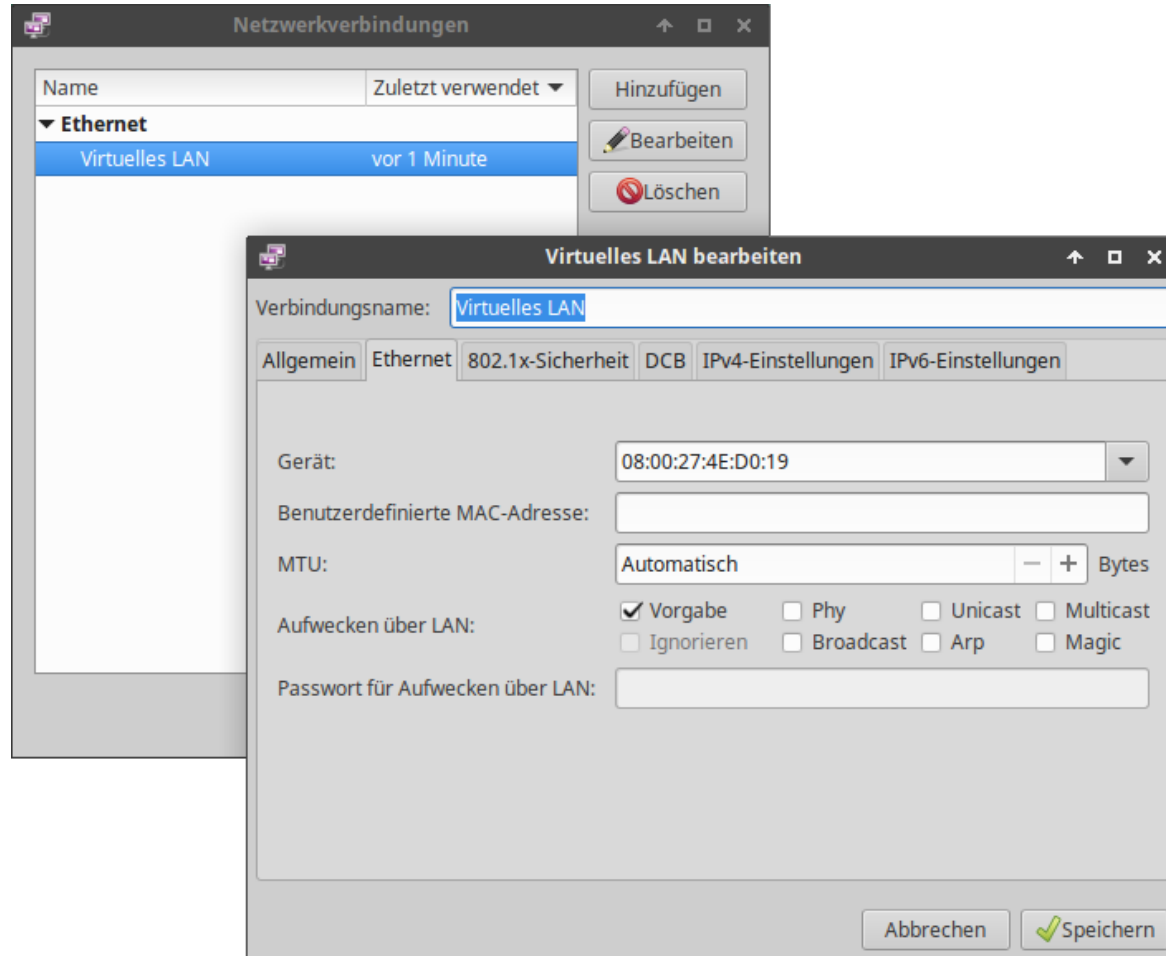 Netzwerkverbindungen
Name Zuletzt verwendet
Hinzufügen
Ethernet
Bearbeiten
Virtuelles LAN vor 1 Minute
Löschen
Virtuelles LAN bearbeiten
Verbindungsname: Virtuelles LAN
Allgemein Ethernet 802.1x-Sicherheit DCB IPv4-Einstellungen IPv6-Einstellungen
Gerät: 08:00:27:4E:D0:19
Benutzerdefinierte MAC-Adresse:
MTU: Automatisch Bytes
Aufwecken über LAN:
Vorgabe Phy Unicast Multicast
Ignorieren Broadcast Arp Magic
Passwort für Aufwecken über LAN:
Abbrechen Speichern